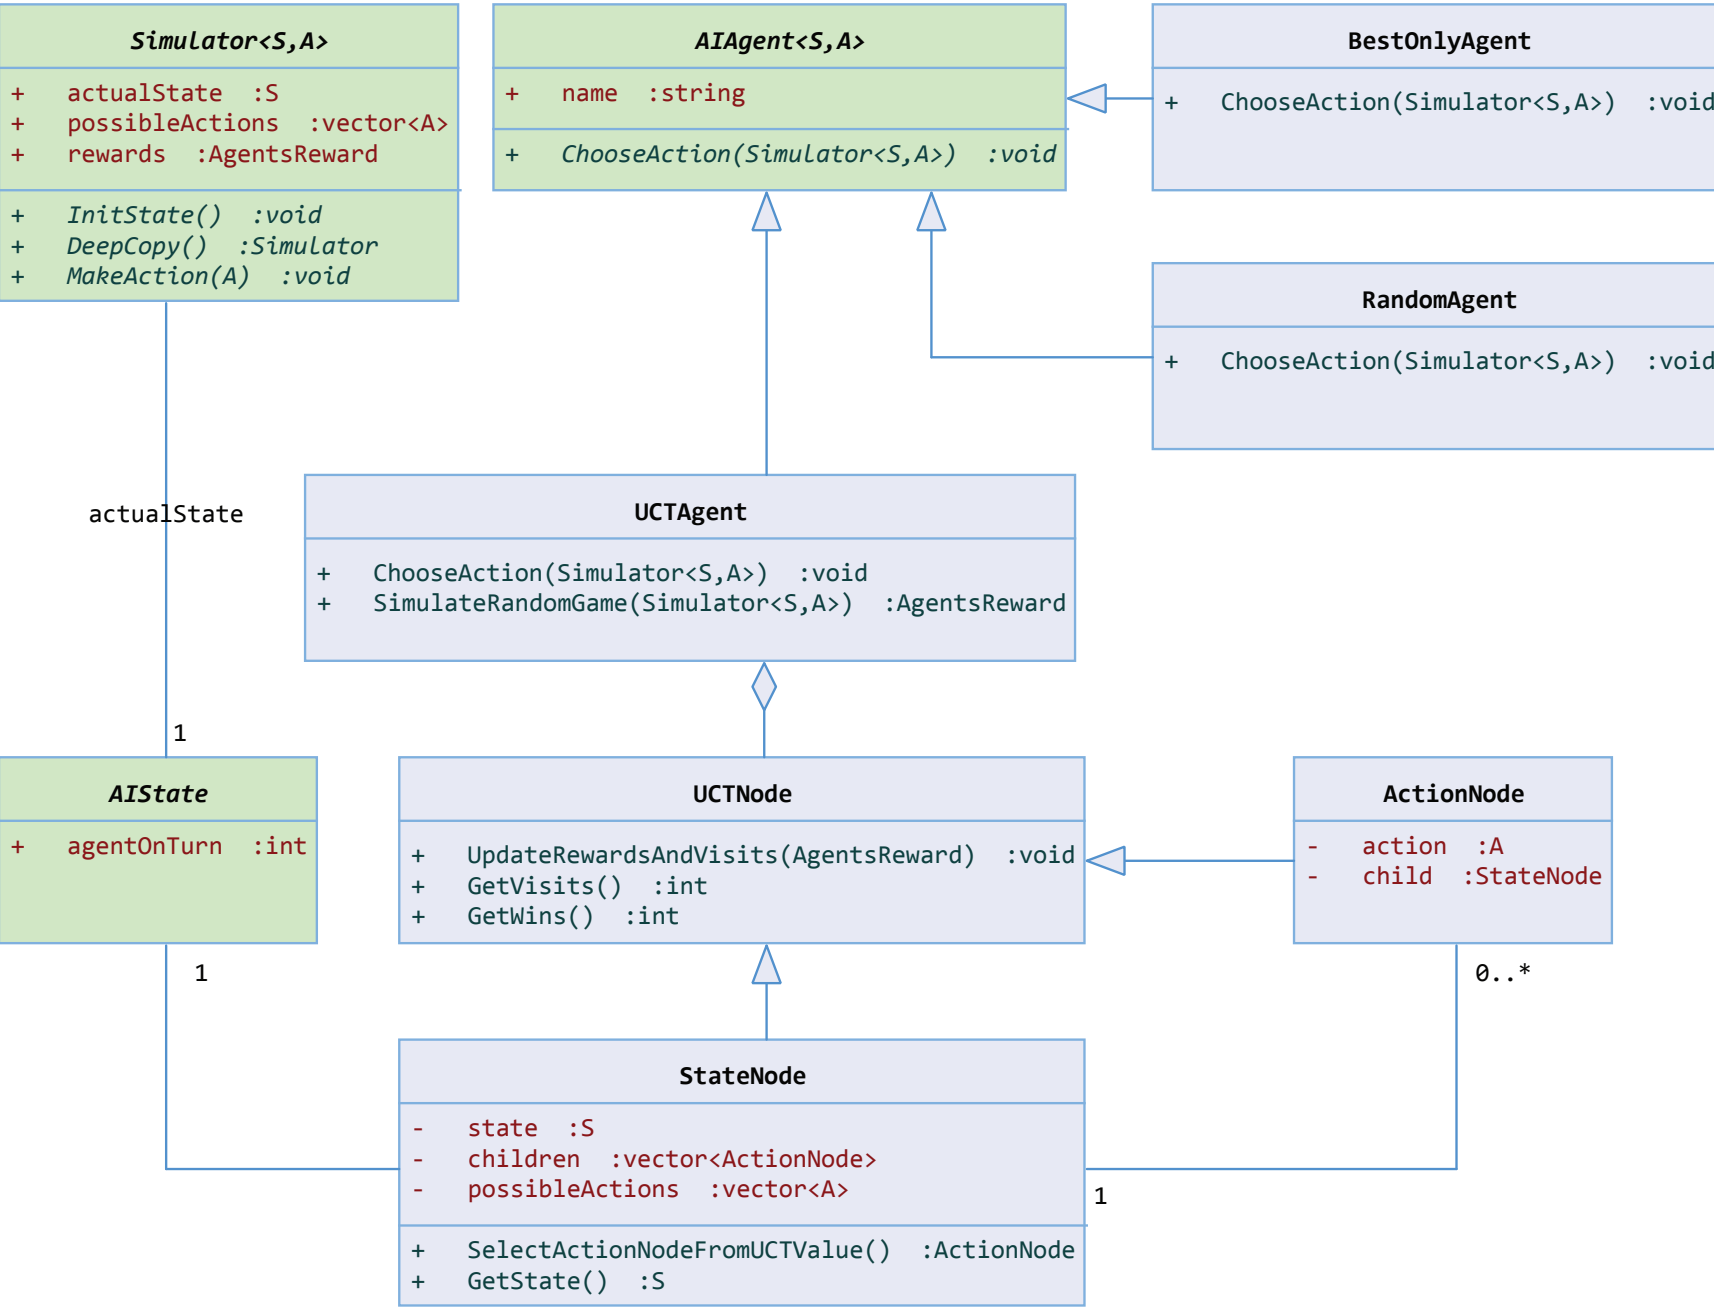 Simulator<S,A>
+ actualState :S
+ possibleActions :vector<A>
+ rewards :AgentsReward
+ InitState() :void
+ DeepCopy() :Simulator
+ MakeAction(A) :void
AIAgent<S,A>
+ name :string
+ ChooseAction(Simulator<S,A>) :void
BestOnlyAgent
+ ChooseAction(Simulator<S,A>) :void
RandomAgent
+ ChooseAction(Simulator<S,A>) :void
actualState
1
UCTAgent
+ ChooseAction(Simulator<S,A>) :void
+ SimulateRandomGame(Simulator<S,A>) :AgentsReward
AIState
+ agentOnTurn :int
1
UCTNode
+ UpdateRewardsAndVisits(AgentsReward) :void
+ GetVisits() :int
+ GetWins() :int
ActionNode
- action :A
- child :StateNode
0..*
StateNode
- state :S
- children :vector<ActionNode>
- possibleActions :vector<A>
+ SelectActionNodeFromUCTValue() :ActionNode
+ GetState() :S
1